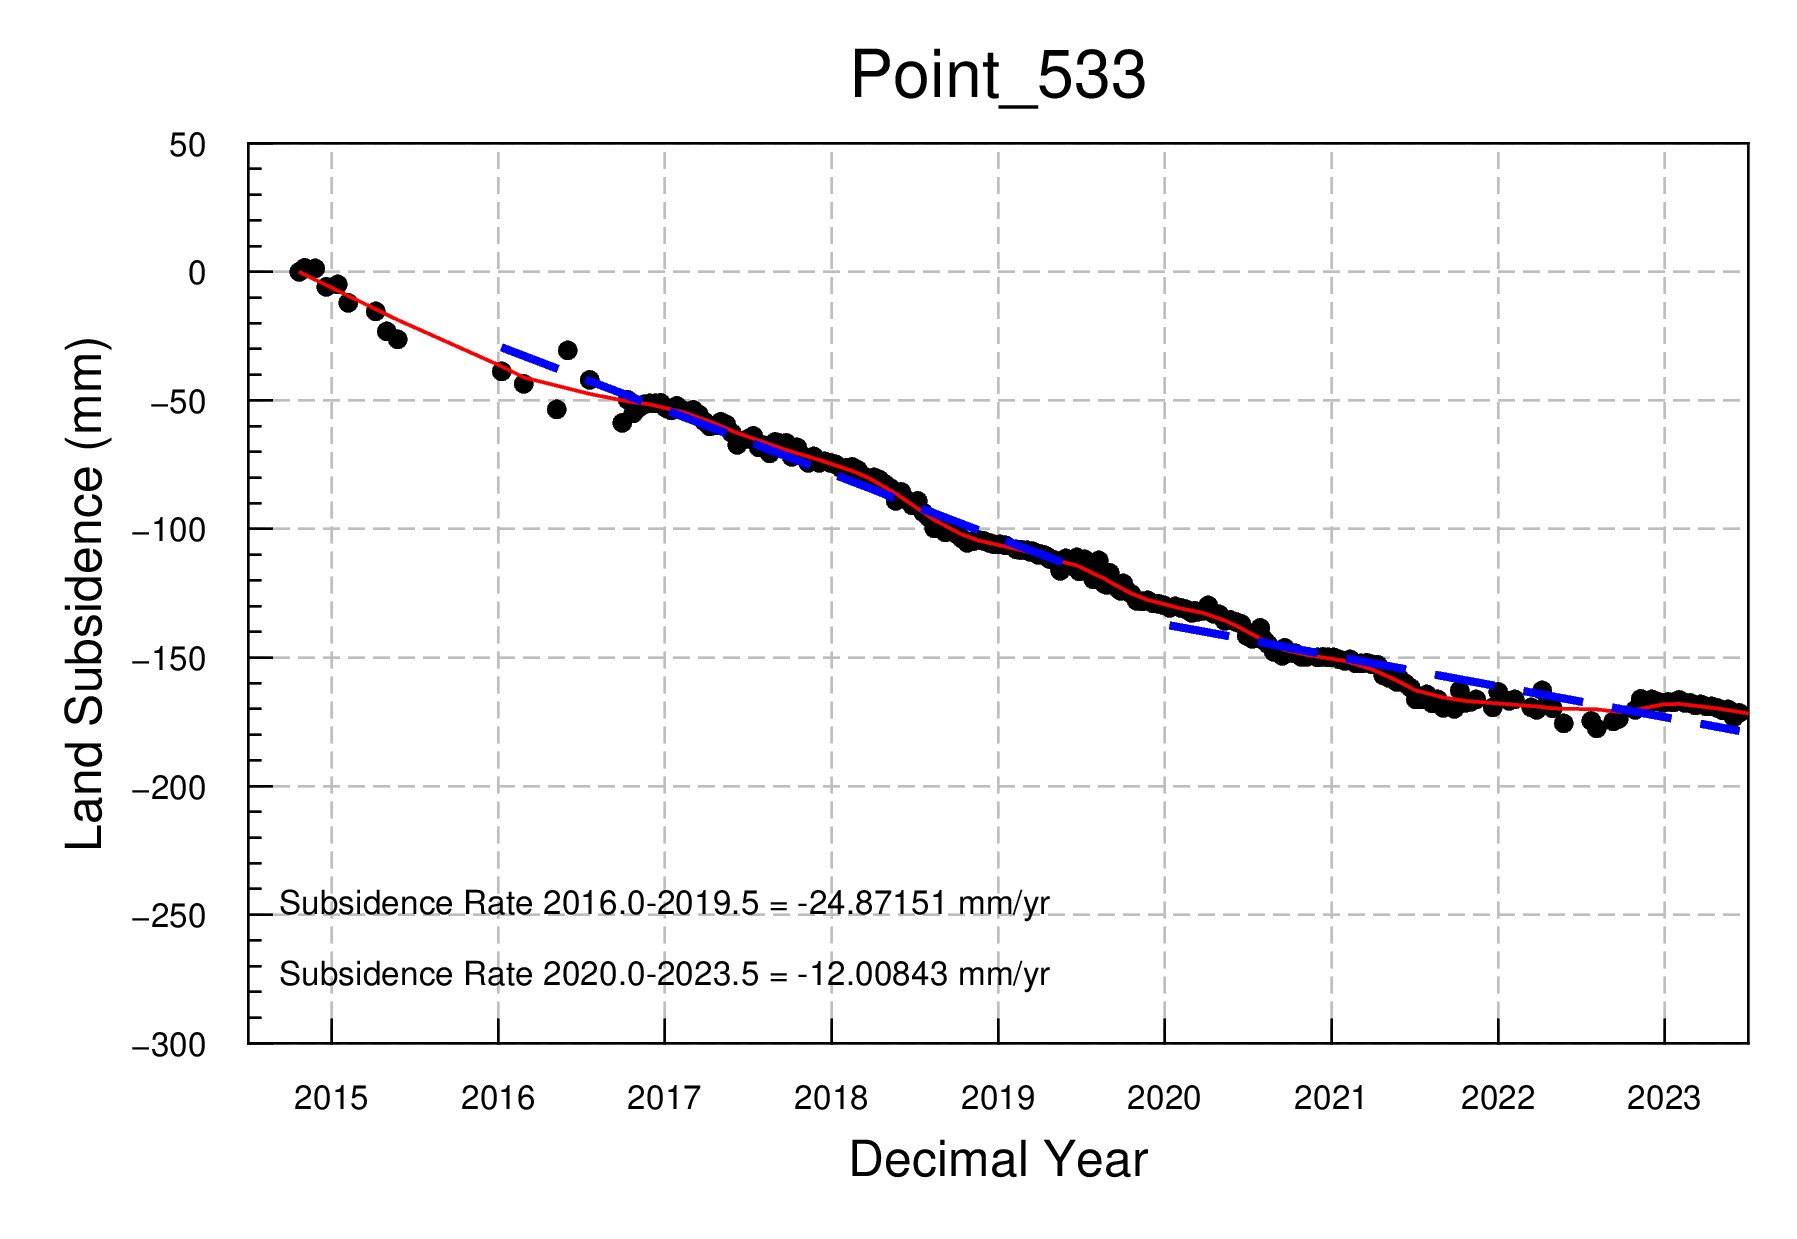 Point_533
50
0
−50
−100
−150
−200
−250
−300
Land Subsidence (mm)
Subsidence Rate 2016.0-2019.5 = -24.87151 mm/yr
Subsidence Rate 2020.0-2023.5 = -12.00843 mm/yr
2015 2016 2017 2018 2019 2020 2021 2022 2023
Decimal Year